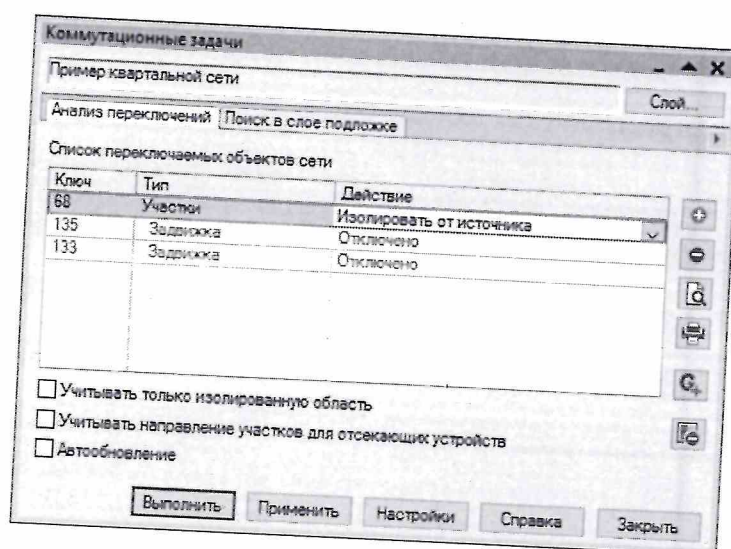 Коммутационные задачи
Пример квартальной сети
Слой...
Анализ переключений Поиск в слое подложке
Список переключаемых объектов сети
Ключ Тип Действие
68 Участки Изолировать от источника
135 Задвижка Отключено
133 Задвижка Отключено
Учитывать только изолированную область
Учитывать направление участков для отсекающих устройств
Автообновление
Выполнить Применить Настройки Справка Закрыть